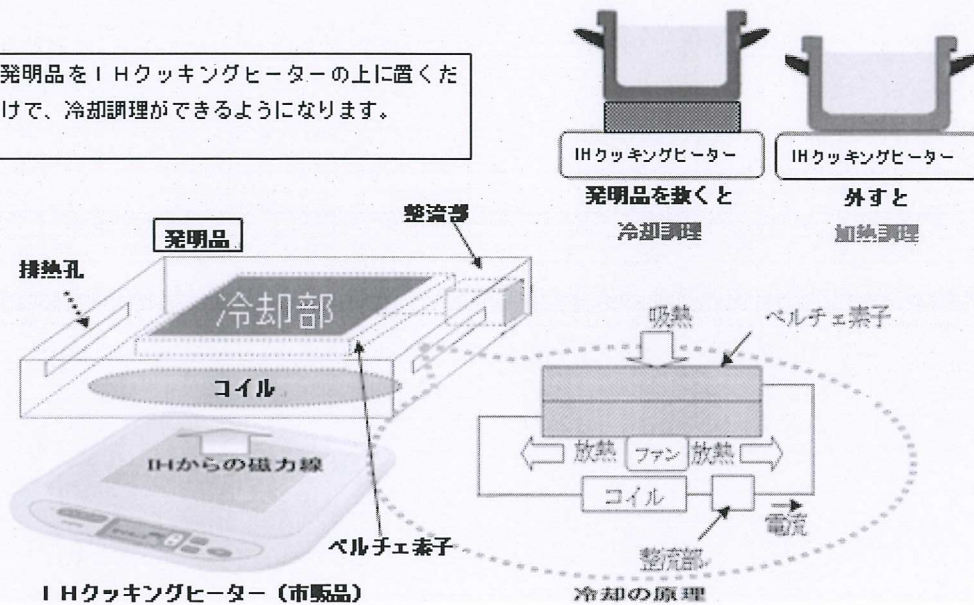 発明品をIHクッキングヒーターの上に置くだ
けで、冷却調理ができるようになります。
IHクッキングヒーター
発明品を敷くと
冷却調理
IHクッキングヒーター
外すと
加熱調理
発明品
整流部
排熱孔
冷却部
コイル
IHからの磁力線
ペルチェ素子
IHクッキングヒーター（市販品）
吸熱
ペルチェ素子
放熱
ファン
放熱
コイル
電流
整流部
冷却の原理